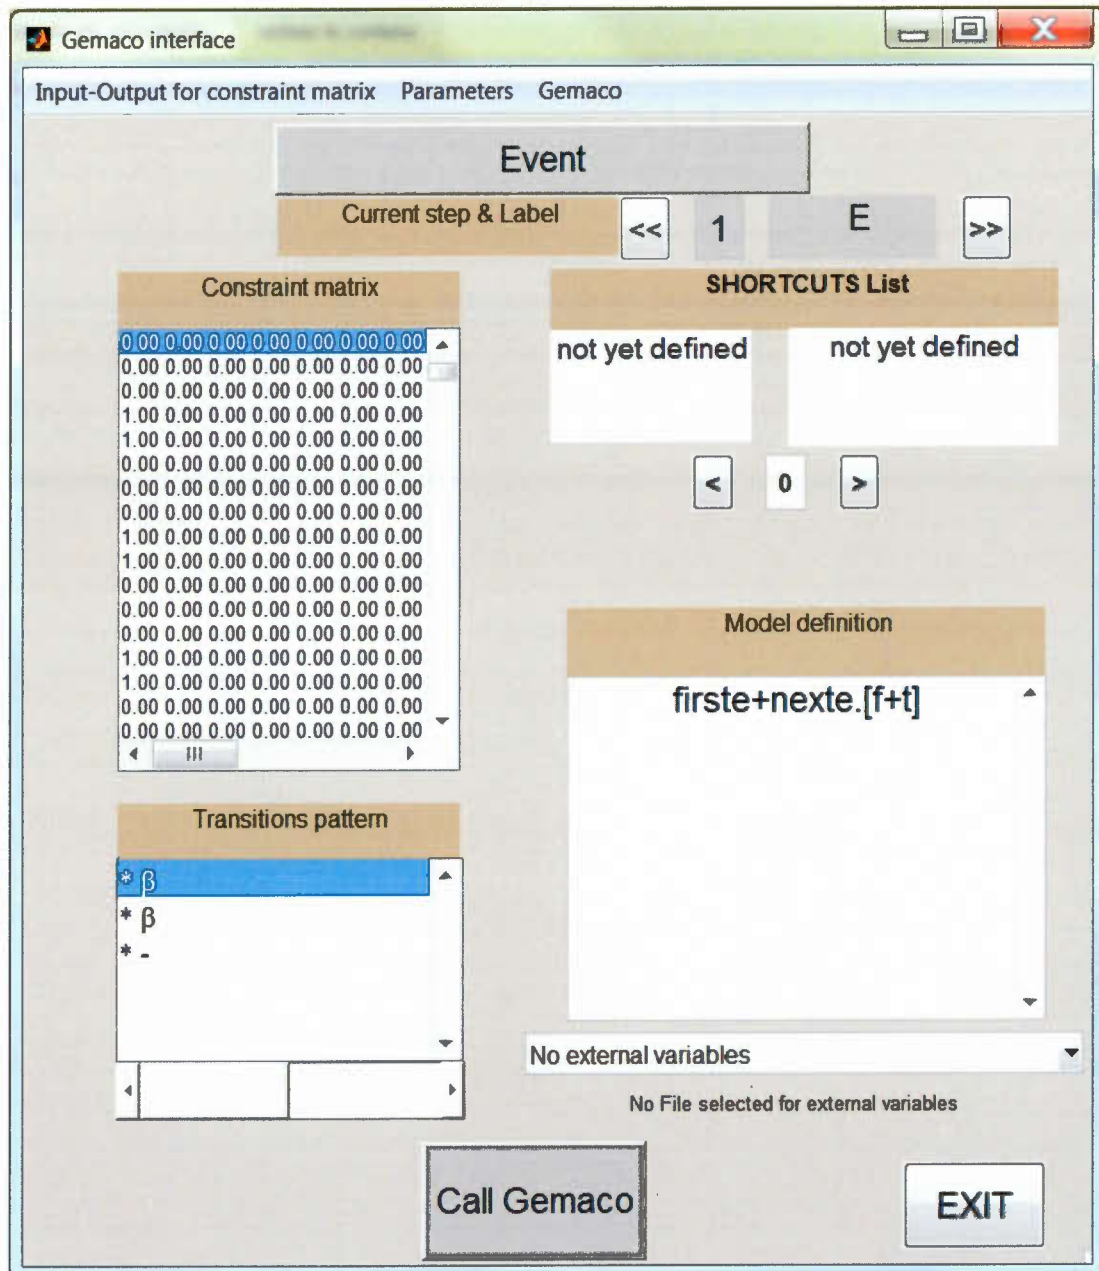 Gemaco interface
Input-Output for constraint matrix Parameters Gemaco
Event
Current step & Label << 1 E >>
Constraint matrix
0.00 0.00 0.00 0.00 0.00 0.00 0.00
0.00 0.00 0.00 0.00 0.00 0.00 0.00
0.00 0.00 0.00 0.00 0.00 0.00 0.00
1.00 0.00 0.00 0.00 0.00 0.00 0.00
1.00 0.00 0.00 0.00 0.00 0.00 0.00
0.00 0.00 0.00 0.00 0.00 0.00 0.00
0.00 0.00 0.00 0.00 0.00 0.00 0.00
0.00 0.00 0.00 0.00 0.00 0.00 0.00
1.00 0.00 0.00 0.00 0.00 0.00 0.00
1.00 0.00 0.00 0.00 0.00 0.00 0.00
0.00 0.00 0.00 0.00 0.00 0.00 0.00
0.00 0.00 0.00 0.00 0.00 0.00 0.00
0.00 0.00 0.00 0.00 0.00 0.00 0.00
1.00 0.00 0.00 0.00 0.00 0.00 0.00
1.00 0.00 0.00 0.00 0.00 0.00 0.00
0.00 0.00 0.00 0.00 0.00 0.00 0.00
0.00 0.00 0.00 0.00 0.00 0.00 0.00
SHORTCUTS List
not yet defined not yet defined
< 0 >
Transitions pattern
* β
* β
* -
Model definition
firste+nexte.[f+t]
No external variables
No File selected for external variables
Call Gemaco
EXIT